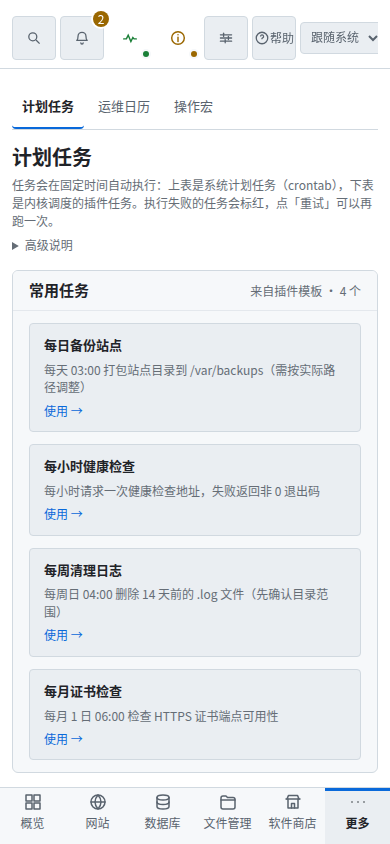 2
帮助
跟随系统
计划任务
运维日历
操作宏
计划任务
任务会在固定时间自动执行：上表是系统计划任务（crontab），下表
是内核调度的插件任务。执行失败的任务会标红，点「重试」可以再
跑一次。
高级说明
常用任务
来自插件模板 · 4 个
每日备份站点
每天 03:00 打包站点目录到 /var/backups（需按实际路
径调整）
使用 →
每小时健康检查
每小时请求一次健康检查地址，失败返回非 0 退出码
使用 →
每周清理日志
每周日 04:00 删除 14 天前的 .log 文件（先确认目录范
围）
使用 →
每月证书检查
每月 1 日 06:00 检查 HTTPS 证书端点可用性
使用 →
概览
网站
数据库
文件管理
软件商店
更多